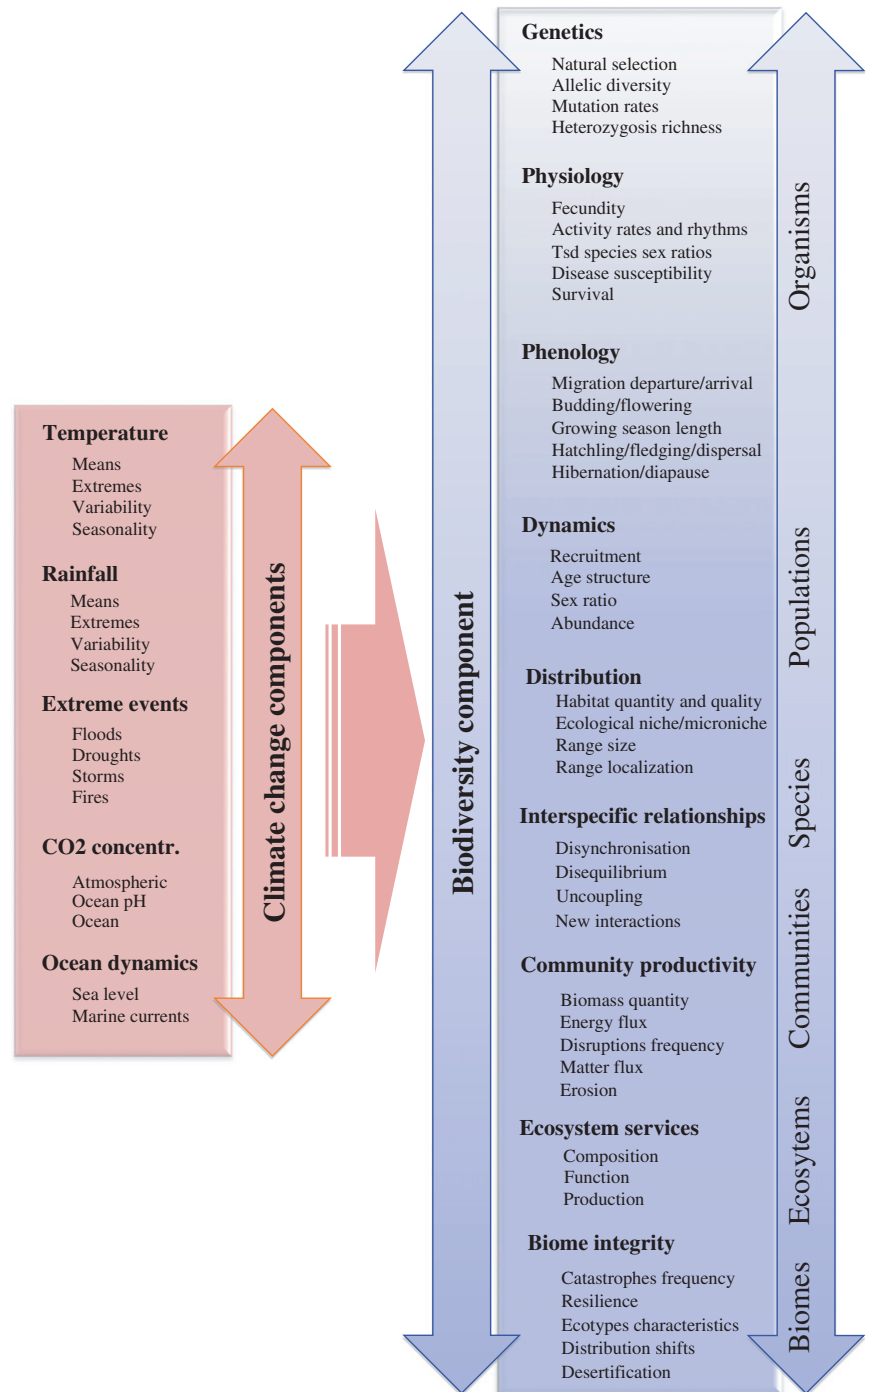 Temperature
Means
Extremes
Variability
Seasonality
Rainfall
Means
Extremes
Variability
Seasonality
Extreme events
Floods
Droughts
Storms
Fires
CO2 concentr.
Atmospheric
Ocean pH
Ocean
Ocean dynamics
Sea level
Marine currents
Climate change components
Biodiversity component
Genetics
Natural selection
Allelic diversity
Mutation rates
Heterozygosis richness
Physiology
Fecundity
Activity rates and rhythms
Tsd species sex ratios
Disease susceptibility
Survival
Phenology
Migration departure/arrival
Budding/flowering
Growing season length
Hatchling/fledging/dispersal
Hibernation/diapause
Dynamics
Recruitment
Age structure
Sex ratio
Abundance
Distribution
Habitat quantity and quality
Ecological niche/microniche
Range size
Range localization
Interspecific relationships
Disynchronisation
Disequilibrium
Uncoupling
New interactions
Community productivity
Biomass quantity
Energy flux
Disruptions frequency
Matter flux
Erosion
Ecosystem services
Composition
Function
Production
Biome integrity
Catastrophes frequency
Resilience
Ecotypes characteristics
Distribution shifts
Desertification
Organisms
Populations
Species
Communities
Ecosytems
Biomes